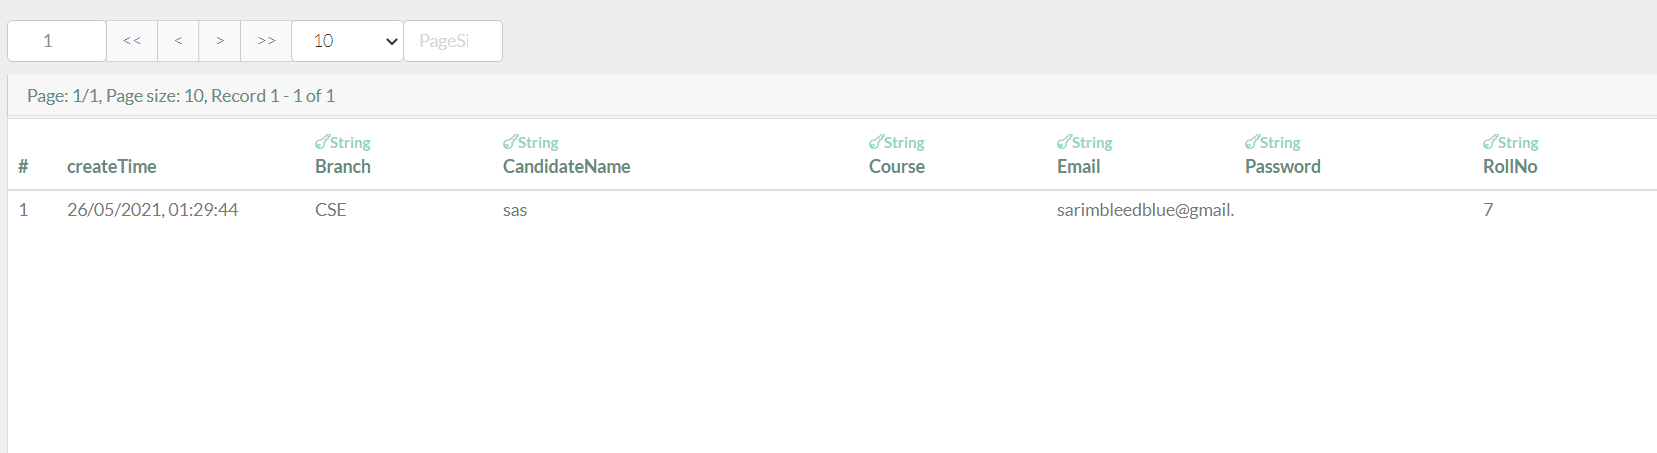 1 << < > >> 10 PageSi
Page: 1/1, Page size: 10, Record 1 - 1 of 1
String String String String String String
# createTime Branch CandidateName Course Email Password RollNo
1 26/05/2021, 01:29:44 CSE sas sarimbleedblue@gmail. 7